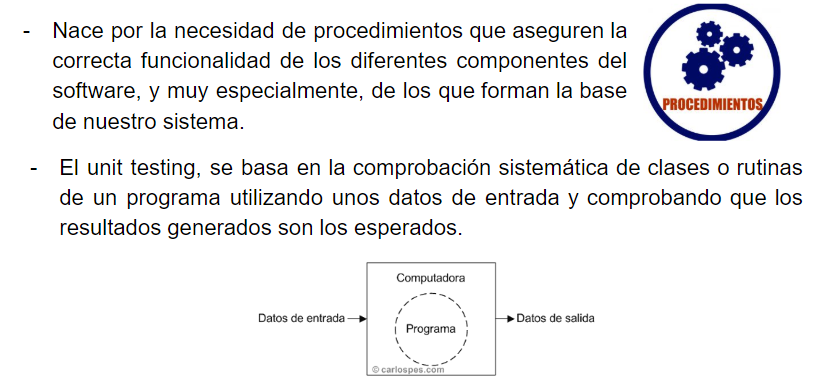 - Nace por la necesidad de procedimientos que aseguren la
correcta funcionalidad de los diferentes componentes del
software, y muy especialmente, de los que forman la base
de nuestro sistema.
PROCEDIMIENTOS
- El unit testing, se basa en la comprobación sistemática de clases o rutinas
de un programa utilizando unos datos de entrada y comprobando que los
resultados generados son los esperados.
Computadora
Datos de entrada
Programa
Datos de salida
© carlospes.com